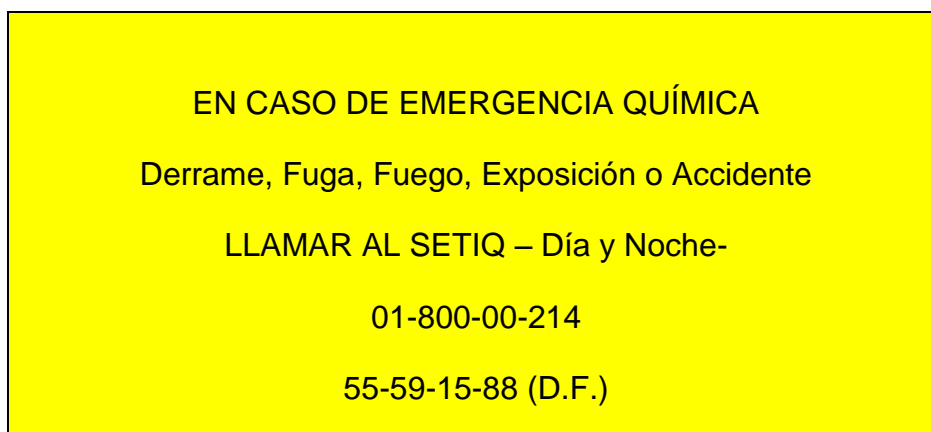 EN CASO DE EMERGENCIA QUÍMICA
Derrame, Fuga, Fuego, Exposición o Accidente
LLAMAR AL SETIQ – Día y Noche-
01-800-00-214
55-59-15-88 (D.F.)